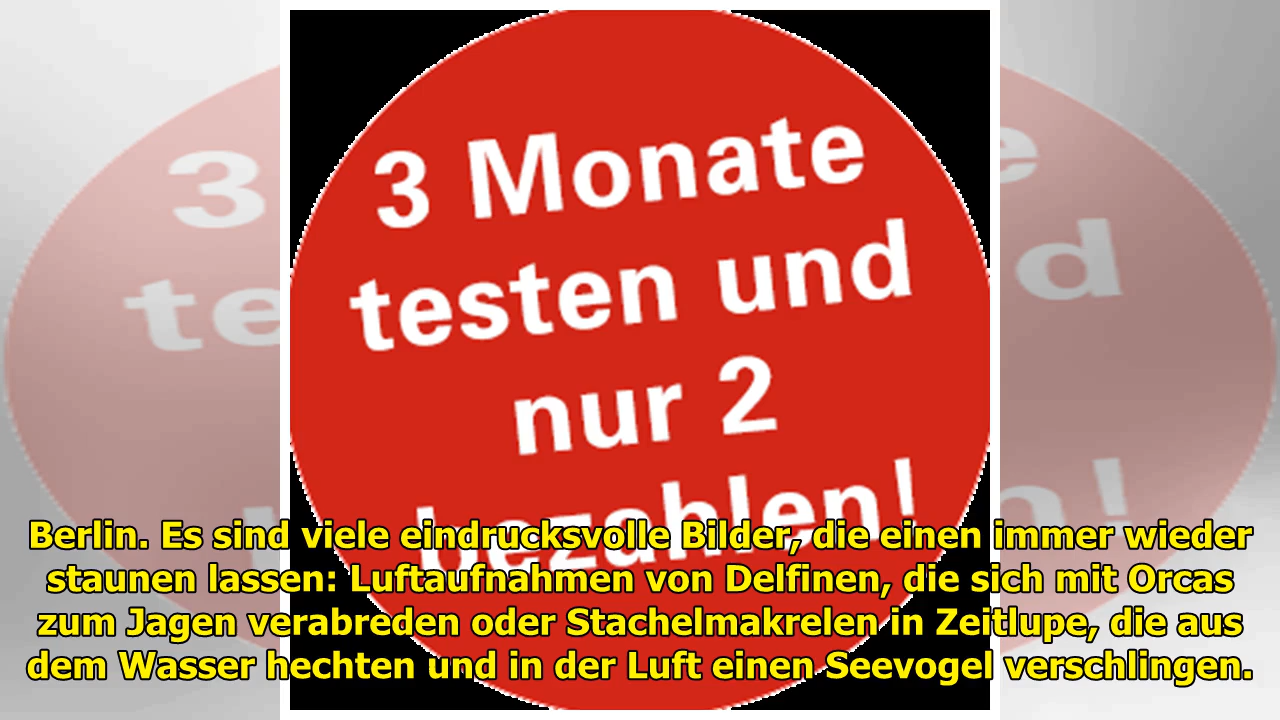 3 Monate
testen und
nur 2
bezahlen!
Berlin. Es sind viele eindrucksvolle Bilder, die einen immer wieder
staunen lassen: Luftaufnahmen von Delfinen, die sich mit Orcas
zum Jagen verabreden oder Stachelmakrelen in Zeitlupe, die aus
dem Wasser hechten und in der Luft einen Seevogel verschlingen.